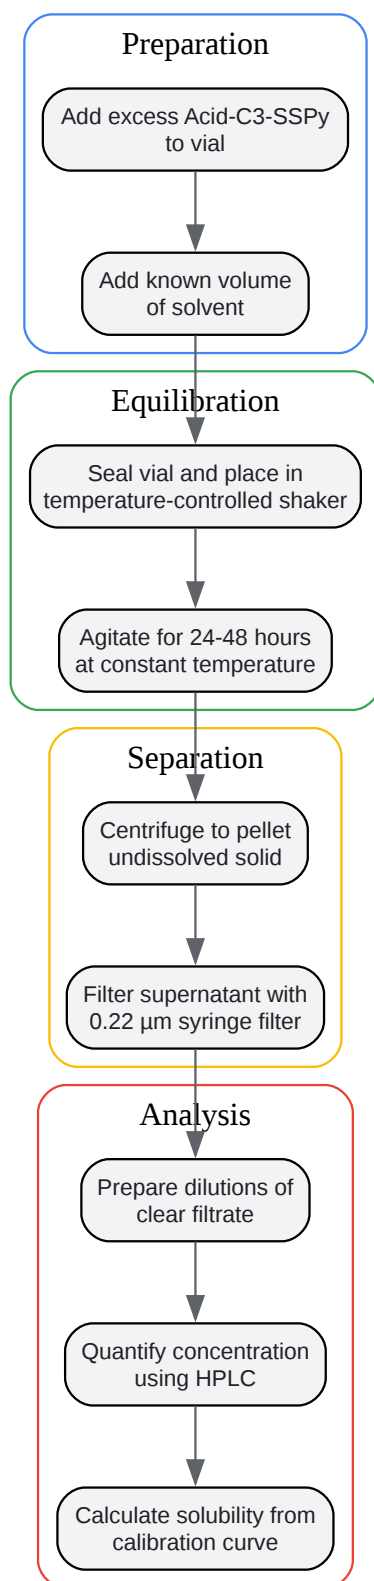 Preparation
Add excess Acid-C3-SSPy
to vial
Add known volume
of solvent
Equilibration
Seal vial and place in
temperature-controlled shaker
Agitate for 24-48 hours
at constant temperature
Separation
Centrifuge to pellet
undissolved solid
Filter supernatant with
0.22 µm syringe filter
Analysis
Prepare dilutions of
clear filtrate
Quantify concentration
using HPLC
Calculate solubility from
calibration curve